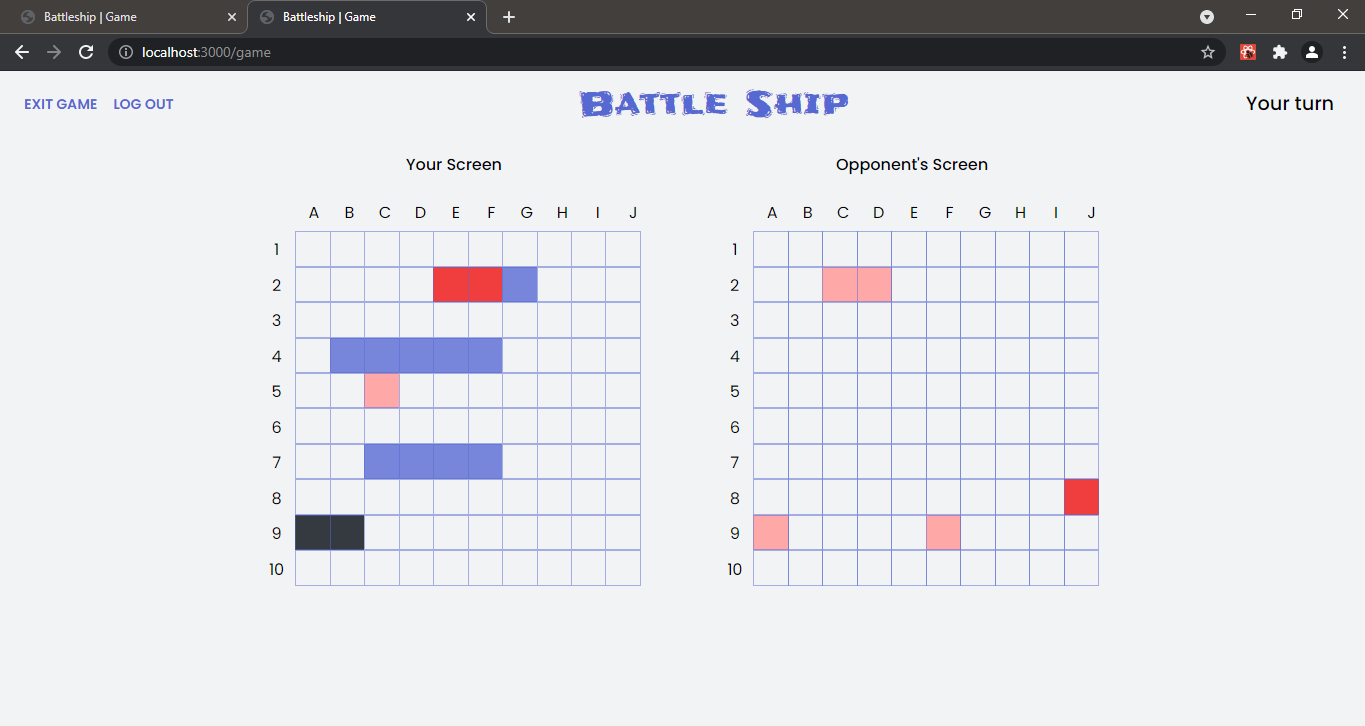 Battleship | Game
Battleship | Game
localhost:3000/game
EXIT GAME LOG OUT
BATTLE SHIP
Your turn
Your Screen
A B C D E F G H I J
1
2
3
4
5
6
7
8
9
10
Opponent's Screen
A B C D E F G H I J
1
2
3
4
5
6
7
8
9
10